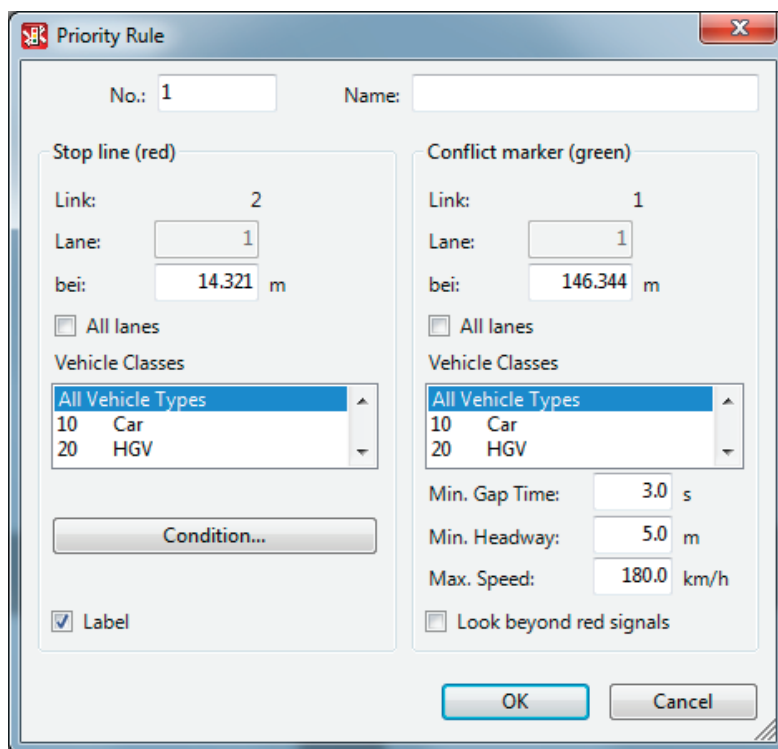 Priority Rule
No.: 1 Name:
Stop line (red)
Link: 2
Lane: 1
bei: 14.321 m
All lanes
Vehicle Classes
All Vehicle Types
10 Car
20 HGV
Condition...
Label
Conflict marker (green)
Link: 1
Lane: 1
bei: 146.344 m
All lanes
Vehicle Classes
All Vehicle Types
10 Car
20 HGV
Min. Gap Time: 3.0 s
Min. Headway: 5.0 m
Max. Speed: 180.0 km/h
Look beyond red signals
OK Cancel